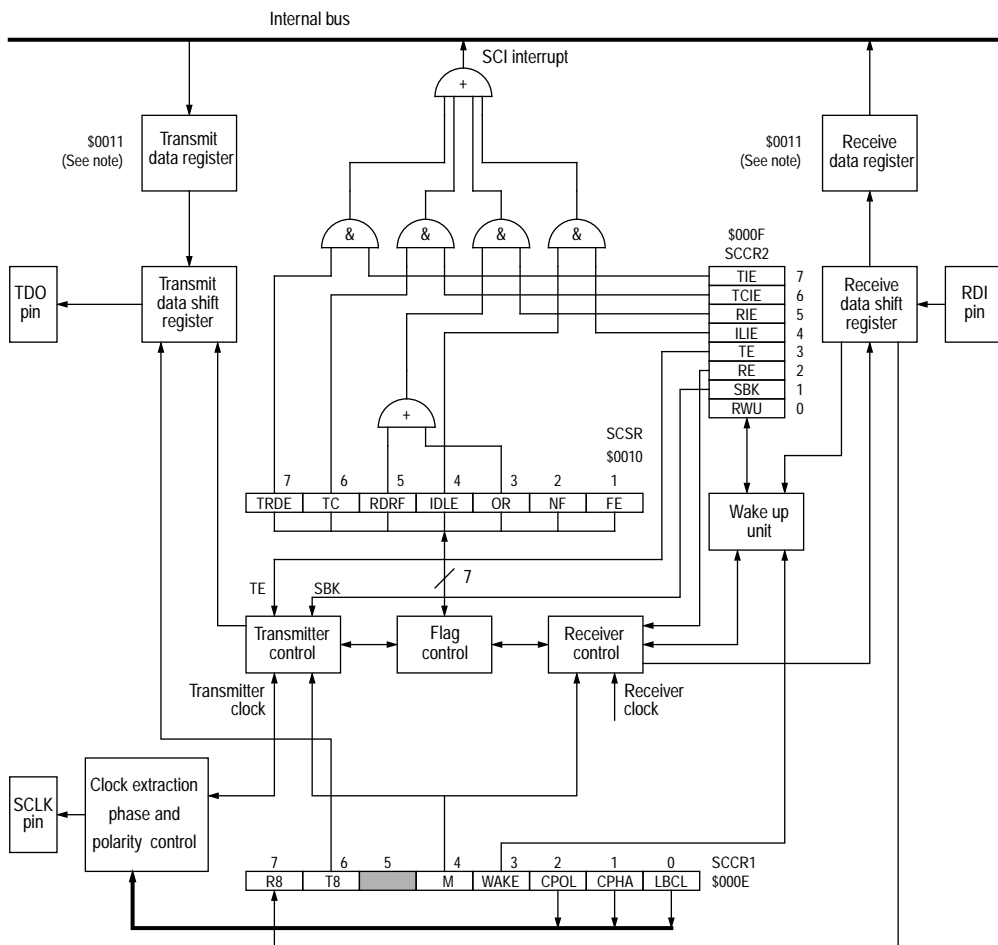 Internal bus
SCI interrupt
+
$0011
(See note)
Transmit
data register
$0011
(See note)
Receive
data register
&
&
&
&
$000F
SCCR2
TIE 7
TCIE 6
RIE 5
ILIE 4
TE 3
RE 2
SBK 1
RWU 0
TDO
pin
Transmit
data shift
register
Receive
data shift
register
RDI
pin
+
SCSR
$0010
7 6 5 4 3 2 1
TRDE TC RDRF IDLE OR NF FE
Wake up
unit
7
TE
SBK
Transmitter
control
Flag
control
Receiver
control
Transmitter
clock
Receiver
clock
SCLK
pin
Clock extraction
phase and
polarity control
7 6 5 4 3 2 1 0
SCCR1
R8 T8 M WAKE CPOL CPHA LBCL
$000E